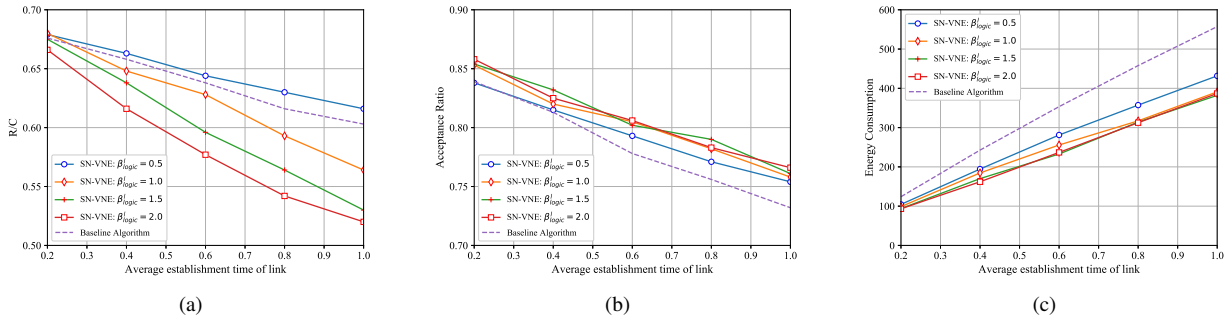 0.70
0.65
0.60
0.55
0.50
R/C
SN-VNE: β^l_logic = 0.5
SN-VNE: β^l_logic = 1.0
SN-VNE: β^l_logic = 1.5
SN-VNE: β^l_logic = 2.0
Baseline Algorithm
0.2 0.3 0.4 0.5 0.6 0.7 0.8 0.9 1.0
Average establishment time of link
(a)
0.90
0.85
0.80
0.75
0.70
Acceptance Ratio
SN-VNE: β^l_logic = 0.5
SN-VNE: β^l_logic = 1.0
SN-VNE: β^l_logic = 1.5
SN-VNE: β^l_logic = 2.0
Baseline Algorithm
0.2 0.3 0.4 0.5 0.6 0.7 0.8 0.9 1.0
Average establishment time of link
(b)
600
500
400
300
200
100
0
Energy Consumption
SN-VNE: β^l_logic = 0.5
SN-VNE: β^l_logic = 1.0
SN-VNE: β^l_logic = 1.5
SN-VNE: β^l_logic = 2.0
Baseline Algorithm
0.2 0.3 0.4 0.5 0.6 0.7 0.8 0.9 1.0
Average establishment time of link
(c)